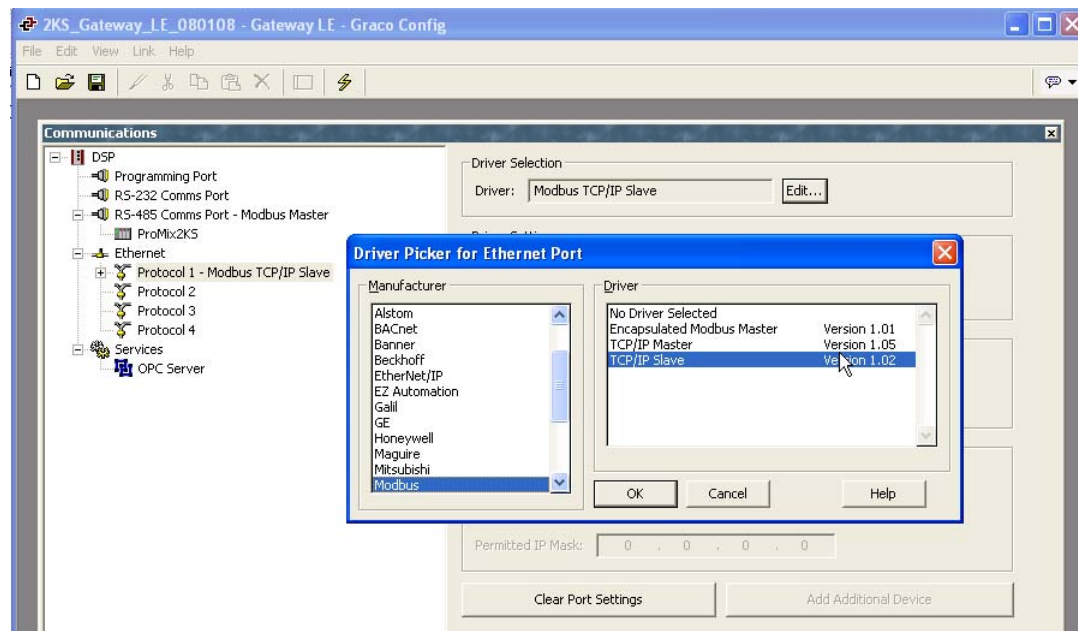 2KS_Gateway_LE_080108 - Gateway LE - Graco Config
File Edit View Link Help
Communications
DSP
Programming Port
RS-232 Comms Port
RS-485 Comms Port - Modbus Master
ProMix2KS
Ethernet
Protocol 1 - Modbus TCP/IP Slave
Protocol 2
Protocol 3
Protocol 4
Services
OPC Server
Driver Selection
Driver: Modbus TCP/IP Slave Edit...
Driver Picker for Ethernet Port
Manufacturer
Alstom
BACnet
Banner
Beckhoff
EtherNet/IP
EZ Automation
Galil
GE
Honeywell
Maguire
Mitsubishi
Modbus
Driver
No Driver Selected
Encapsulated Modbus Master Version 1.01
TCP/IP Master Version 1.05
TCP/IP Slave Version 1.02
OK Cancel Help
Permitted IP Mask: 0 . 0 . 0 . 0
Clear Port Settings Add Additional Device